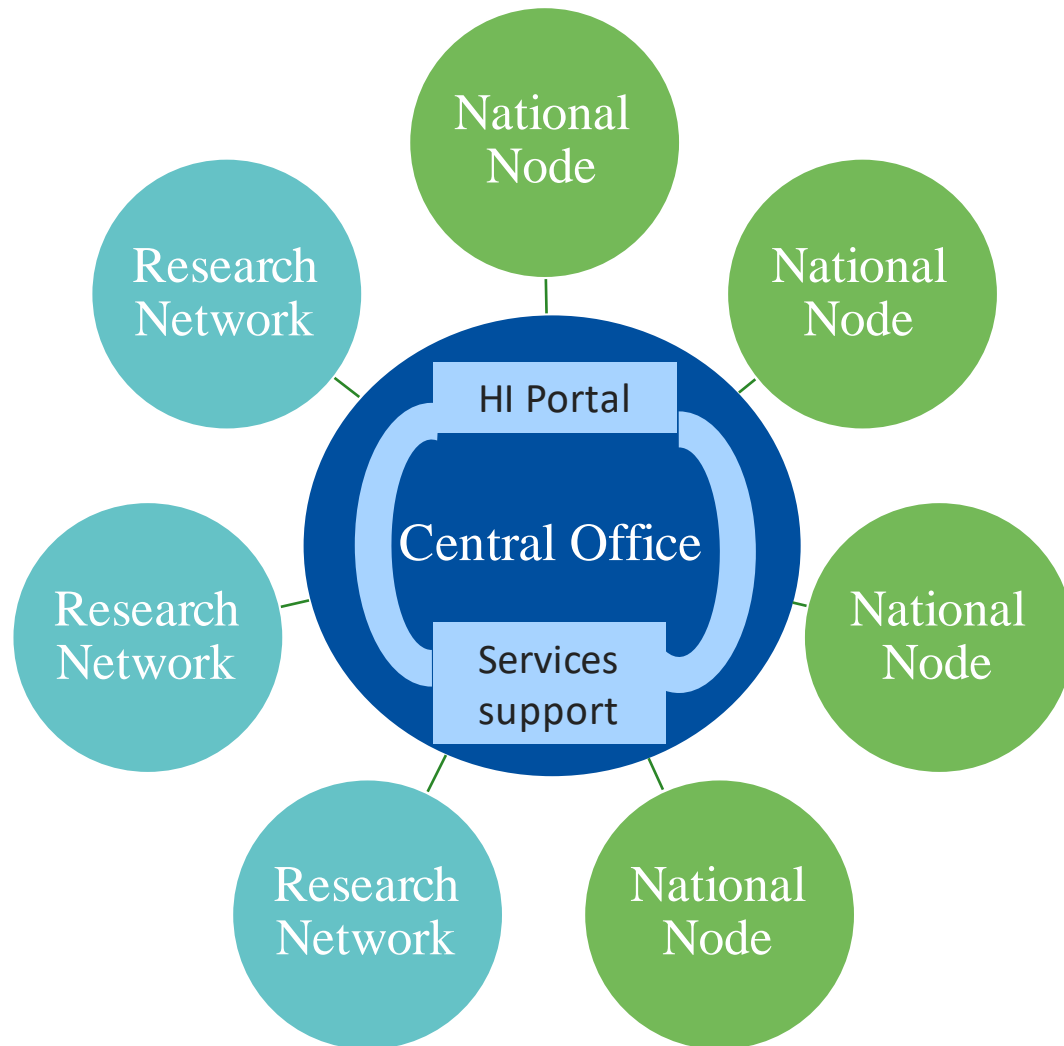 National
Node
Research
Network
National
Node
HI Portal
Central Office
Research
Network
National
Node
Services
support
Research
Network
National
Node